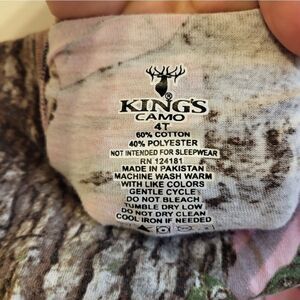 KING'S
®
CAMO
4T
60% COTTON
40% POLYESTER
NOT INTENDED FOR SLEEPWEAR
RN 124181
MADE IN PAKISTAN
MACHINE WASH WARM
WITH LIKE COLORS
GENTLE CYCLE
DO NOT BLEACH
TUMBLE DRY LOW
DO NOT DRY CLEAN
COOL IRON IF NEEDED